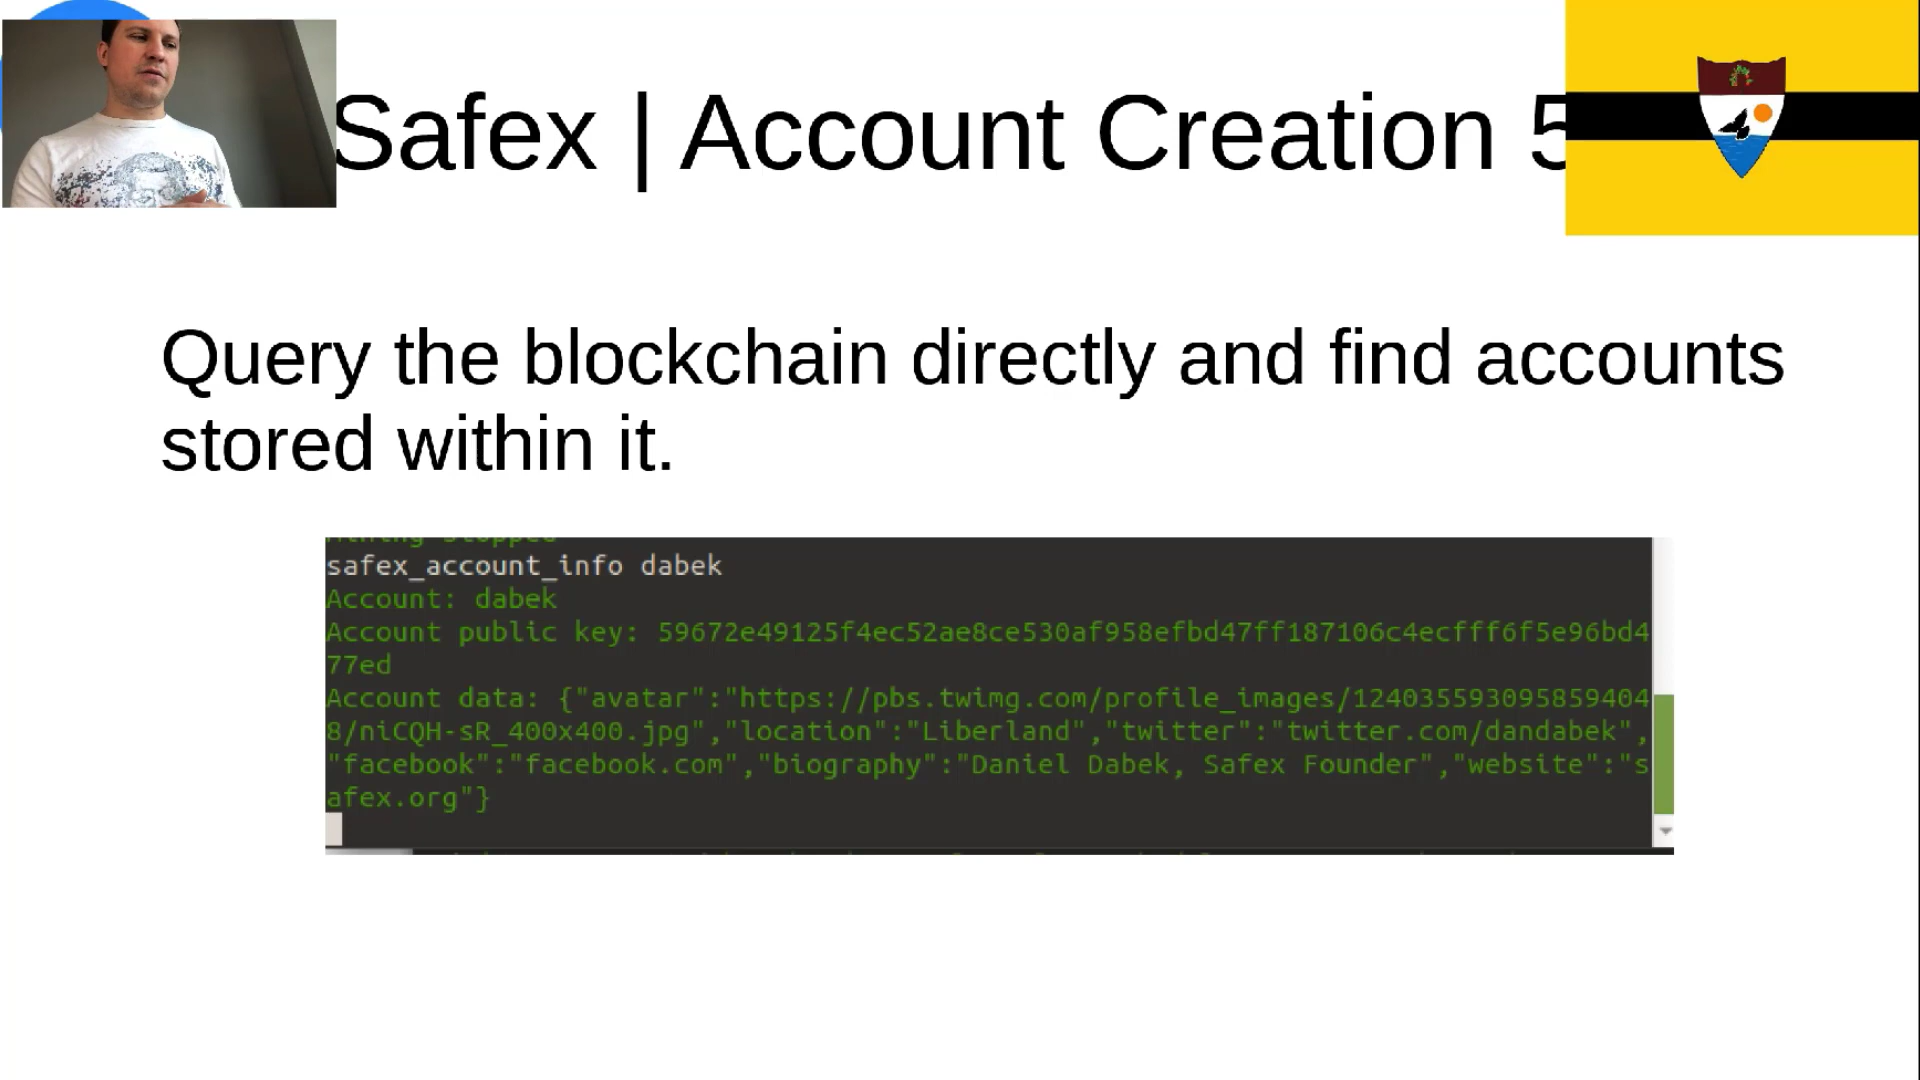 Safex | Account Creation 5
Query the blockchain directly and find accounts
stored within it.
safex_account_info dabek
Account: dabek
Account public key: 59672e49125f4ec52ae8ce530af958efbd47ff187106c4ecfff6f5e96bd4
77ed
Account data: {"avatar":"https://pbs.twimg.com/profile_images/124035593095859404
8/niCQH-sR_400x400.jpg","location":"Liberland","twitter":"twitter.com/dandabek",
"facebook":"facebook.com","biography":"Daniel Dabek, Safex Founder","website":"s
afex.org"}